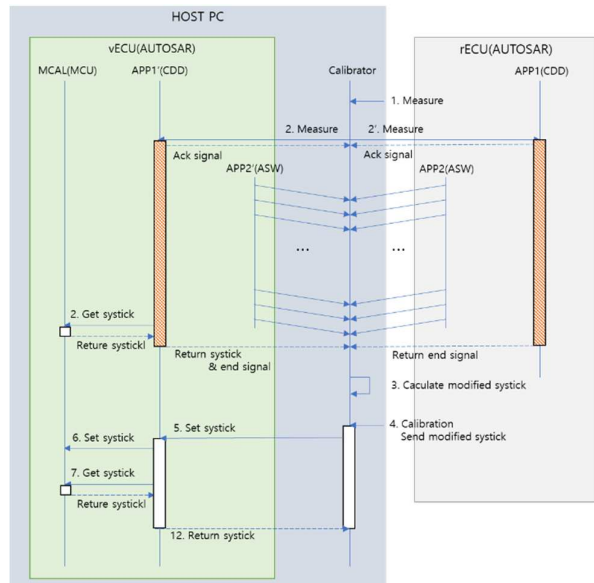 HOST PC
vECU(AUTOSAR)
rECU(AUTOSAR)
MCAL(MCU)
APP1'(CDD)
Calibrator
APP1(CDD)
1. Measure
2. Measure
2'. Measure
Ack signal
Ack signal
APP2'(ASW)
APP2(ASW)
...
...
2. Get systick
Reture systickl
Return systick
& end signal
Return end signal
3. Caculate modified systick
4. Calibration
Send modified systick
5. Set systick
6. Set systick
7. Get systick
Reture systickl
12. Return systick